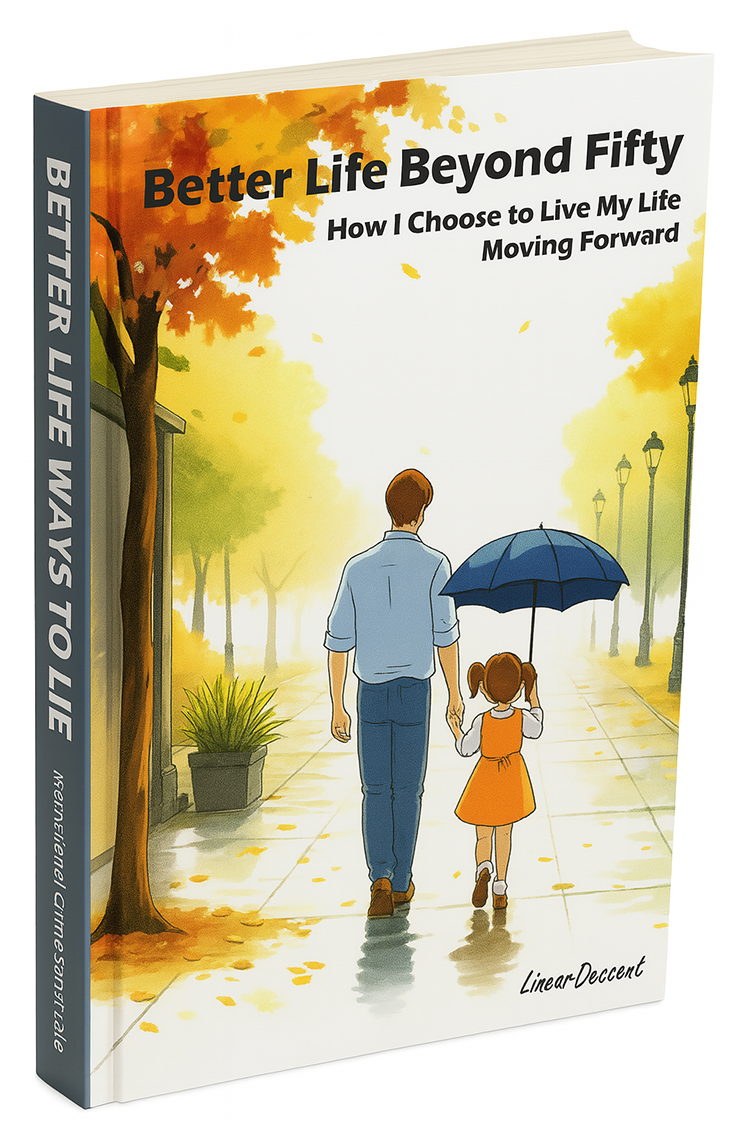 Better Life Beyond Fifty
How I Choose to Live My Life
Moving Forward
LinearDeccent
BETTER LIFE WAYS TO LIE